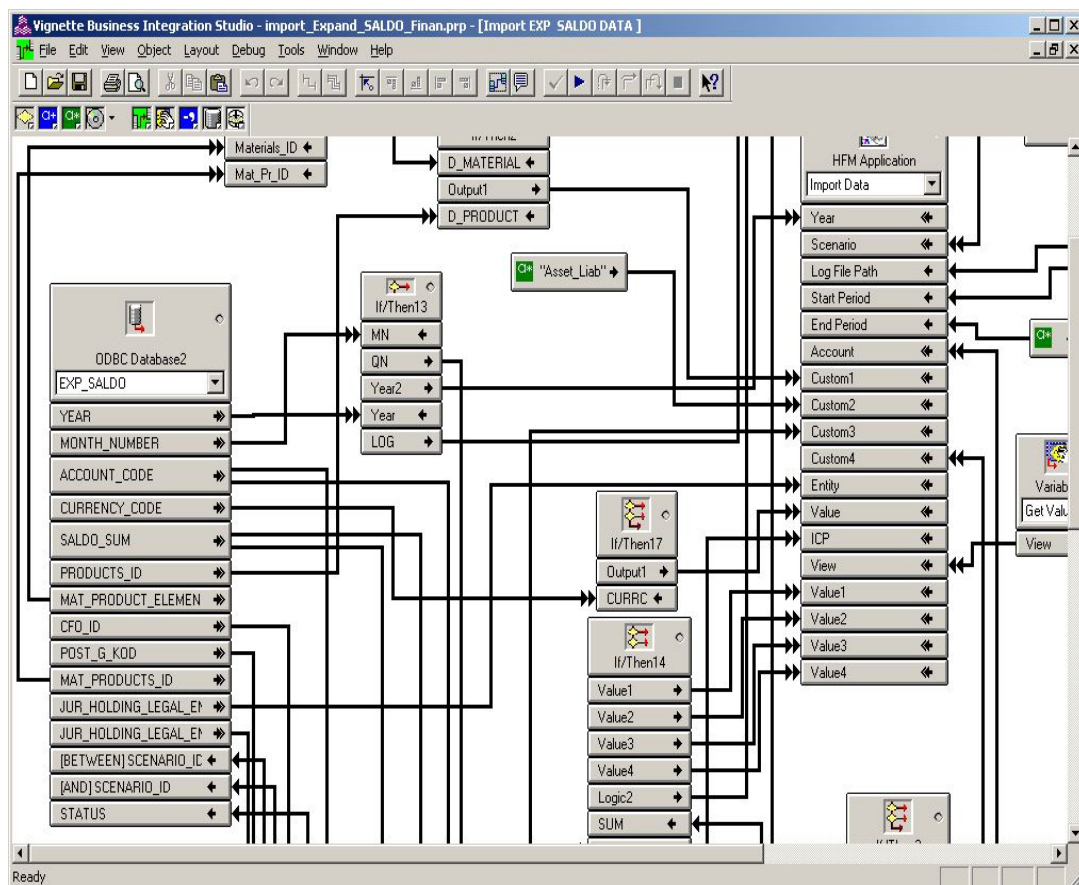 Vignette Business Integration Studio - import_Expand_SALDO_Finan.prp - [Import EXP SALDO DATA ]
File Edit View Object Layout Debug Tools Window Help
Materials_ID
Mat_Pr_ID
D_MATERIAL
Output1
D_PRODUCT
"Asset_Liab"
HFM Application
Import Data
Year
Scenario
Log File Path
Start Period
End Period
Account
Custom1
Custom2
Custom3
Custom4
Entity
Value
ICP
View
Value1
Value2
Value3
Value4
If/Then13
MN
QN
Year2
Year
LOG
ODBC Database2
EXP_SALDO
YEAR
MONTH_NUMBER
ACCOUNT_CODE
CURRENCY_CODE
SALDO_SUM
PRODUCTS_ID
MAT_PRODUCT_ELEMEN
CFO_ID
POST_G_KOD
MAT_PRODUCTS_ID
JUR_HOLDING_LEGAL_EN
JUR_HOLDING_LEGAL_EN
[BETWEEN] SCENARIO_ID
[AND] SCENARIO_ID
STATUS
If/Then17
Output1
CURRC
If/Then14
Value1
Value2
Value3
Value4
Logic2
SUM
Variab
Get Valu
View
Ready